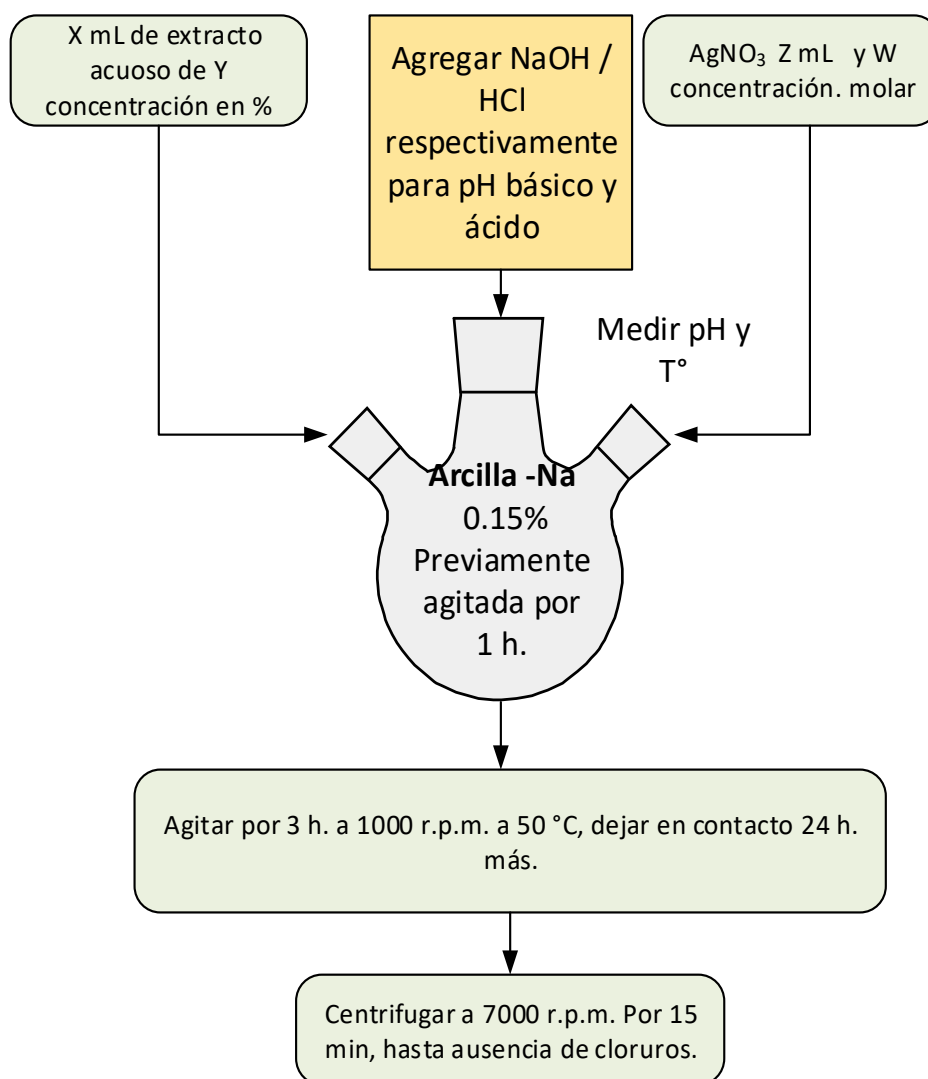 X mL de extracto
acuoso de Y
concentración en %
Agregar NaOH /
HCl
respectivamente
para pH básico y
ácido
AgNO₃ Z mL y W
concentración. molar
Medir pH y
T°
Arcilla -Na
0.15%
Previamente
agitada por
1 h.
Agitar por 3 h. a 1000 r.p.m. a 50 °C, dejar en contacto 24 h.
más.
Centrifugar a 7000 r.p.m. Por 15
min, hasta ausencia de cloruros.